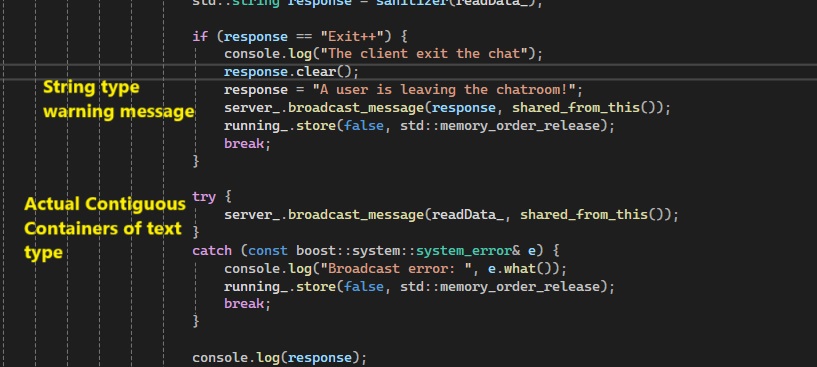 std::string response = sanitizer(readData_);
if (response == "Exit++") {
console.log("The client exit the chat");
response.clear();
String type
warning message
response = "A user is leaving the chatroom!";
server_.broadcast_message(response, shared_from_this());
running_.store(false, std::memory_order_release);
break;
}
Actual Contiguous
Containers of text
type
try {
server_.broadcast_message(readData_, shared_from_this());
}
catch (const boost::system::system_error& e) {
console.log("Broadcast error: ", e.what());
running_.store(false, std::memory_order_release);
break;
}
console.log(response);